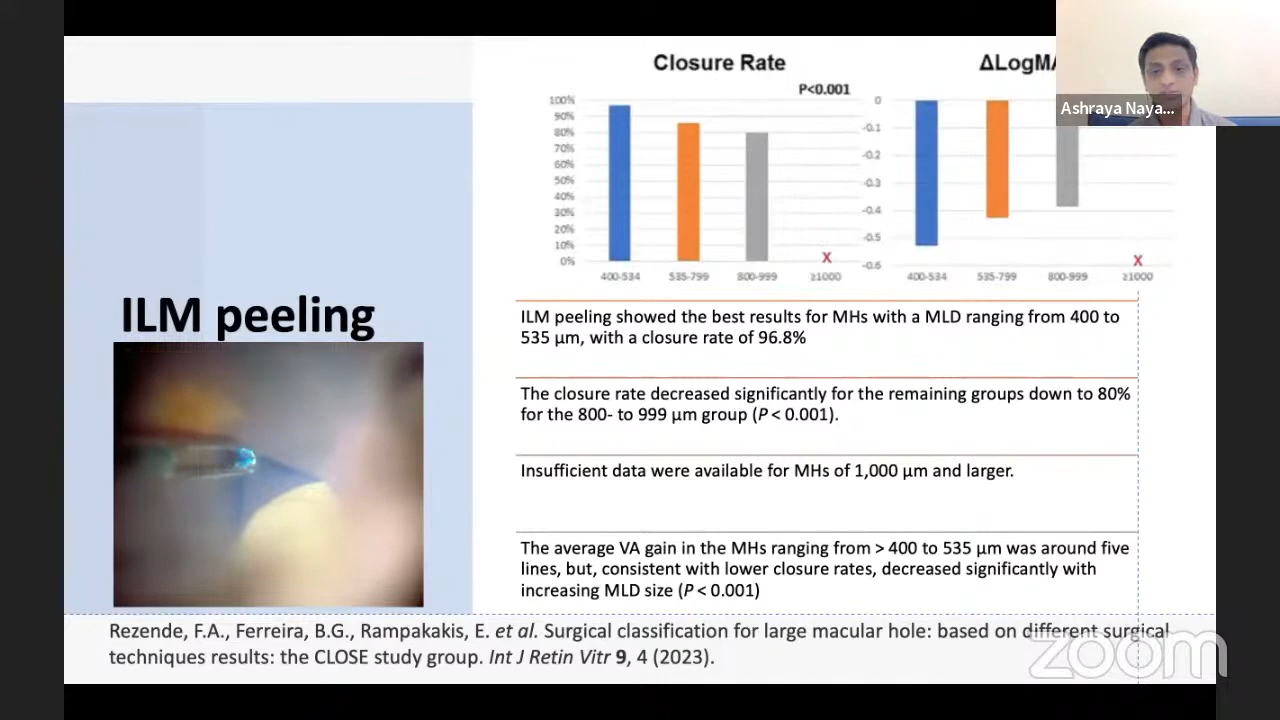 Closure Rate
P<0.001
100%
90%
80%
70%
60%
50%
40%
30%
20%
10%
0%
400-534
535-799
800-999
X
≥1000
ΔLogMA
0
-0.1
-0.2
-0.3
-0.4
-0.5
-0.6
400-534
535-799
800-999
X
≥1000
Ashraya Naya...
ILM peeling
ILM peeling showed the best results for MHs with a MLD ranging from 400 to
535 µm, with a closure rate of 96.8%
The closure rate decreased significantly for the remaining groups down to 80%
for the 800- to 999 µm group (P < 0.001).
Insufficient data were available for MHs of 1,000 µm and larger.
The average VA gain in the MHs ranging from > 400 to 535 µm was around five
lines, but, consistent with lower closure rates, decreased significantly with
increasing MLD size (P < 0.001)
Rezende, F.A., Ferreira, B.G., Rampakakis, E. et al. Surgical classification for large macular hole: based on different surgical
techniques results: the CLOSE study group. Int J Retin Vitr 9, 4 (2023).
zoom